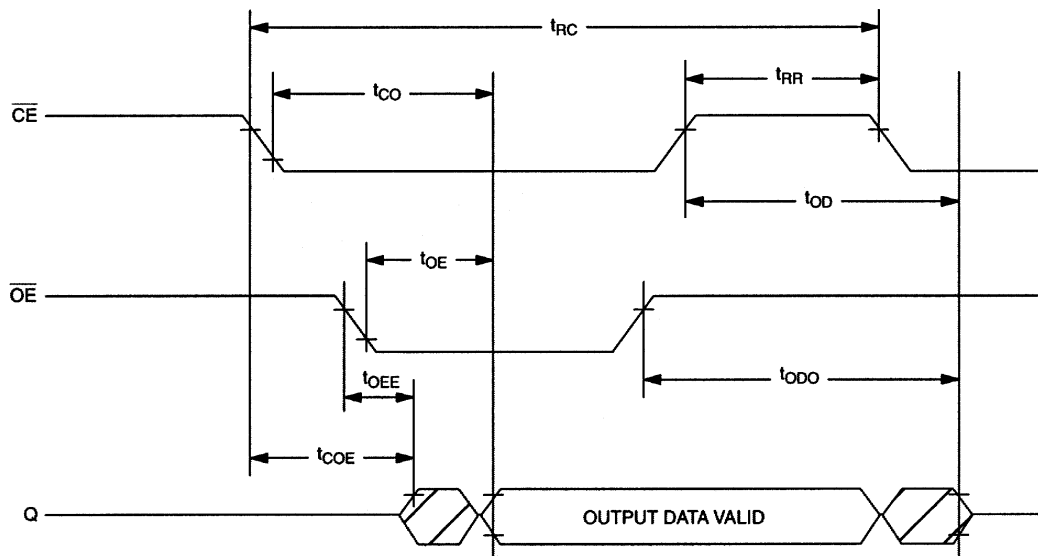 tRC
tCO
tRR
CE
tOD
tOE
OE
tOEE
tODO
tCOE
Q
OUTPUT DATA VALID